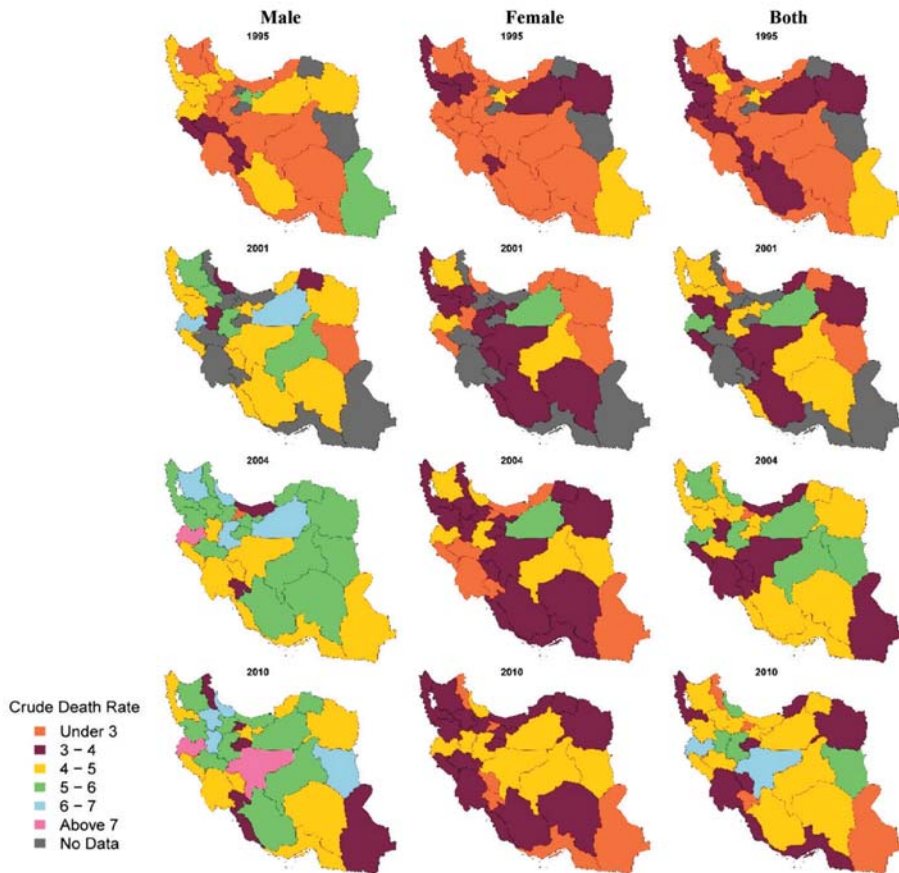 Male Female Both
1995 1995 1995
2001 2001 2001
2004 2004 2004
2010 2010 2010
Crude Death Rate
Under 3
3 – 4
4 – 5
5 – 6
6 – 7
Above 7
No Data